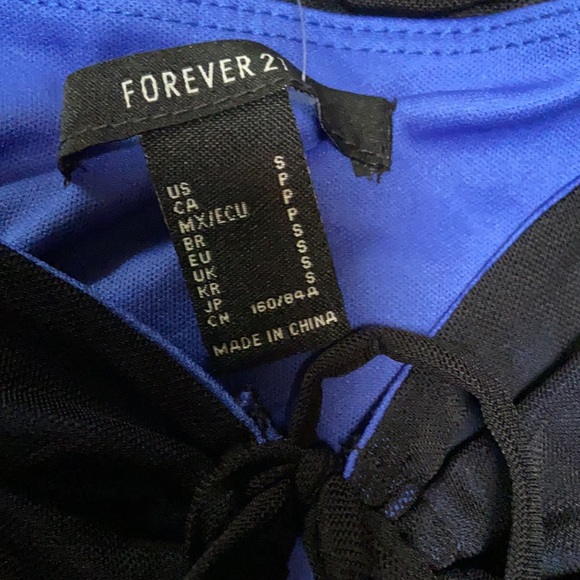 FOREVER 21
US S
CA P
MX/ECU P
BR P
EU S
UK S
KR S
JP S
CN 160/84A
MADE IN CHINA